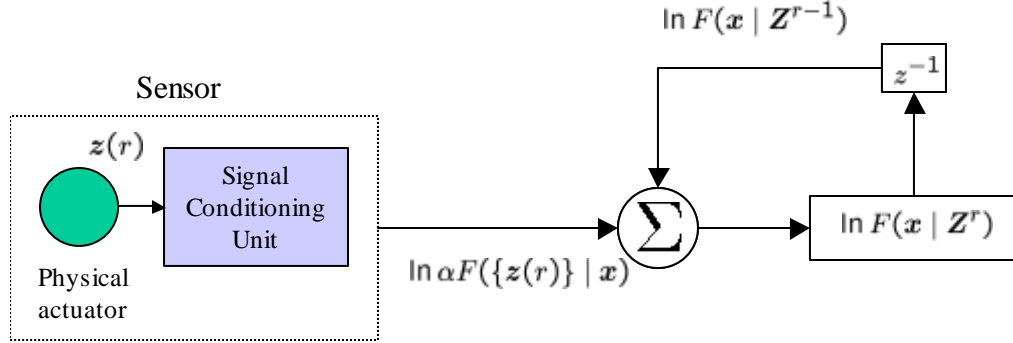 ln F(x | Z^{r-1})
z^{-1}
Sensor
z(r)
Signal
Conditioning
Unit
Σ
ln F(x | Z^r)
ln αF({z(r)} | x)
Physical
actuator